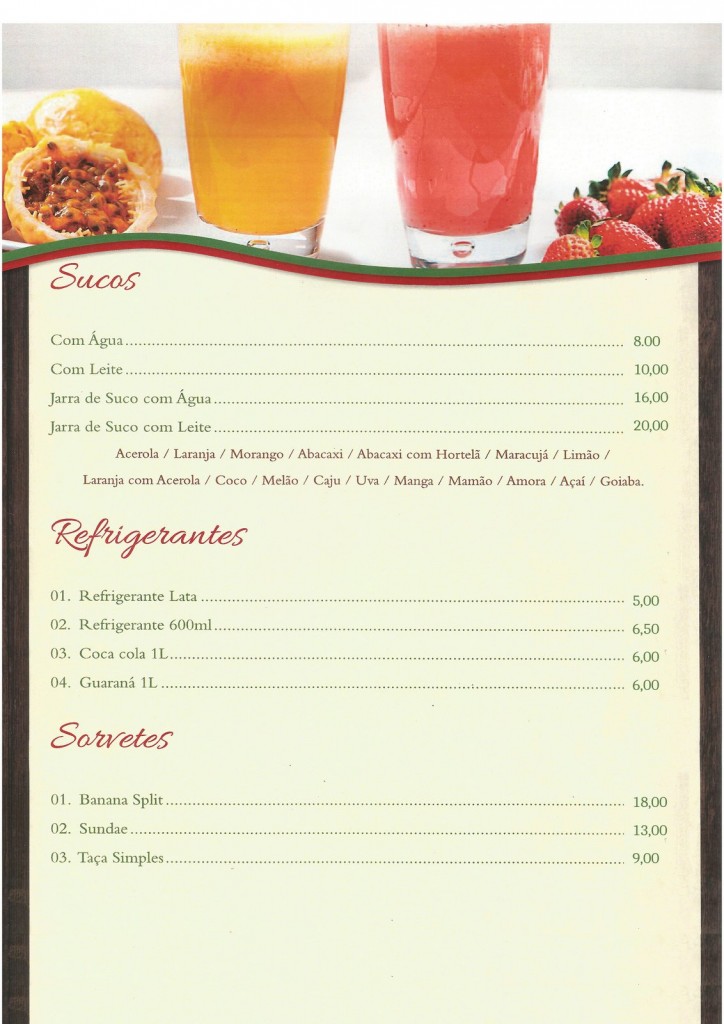 Sucos
Com Água 8.00
Com Leite 10,00
Jarra de Suco com Água 16,00
Jarra de Suco com Leite 20,00
Acerola / Laranja / Morango / Abacaxi / Abacaxi com Hortelã / Maracujá / Limão /
Laranja com Acerola / Coco / Melão / Caju / Uva / Manga / Mamão / Amora / Açaí / Goiaba.
Refrigerantes
01. Refrigerante Lata 5,00
02. Refrigerante 600ml 6,50
03. Coca cola 1L 6,00
04. Guaraná 1L 6,00
Sorvetes
01. Banana Split 18,00
02. Sundae 13,00
03. Taça Simples 9,00